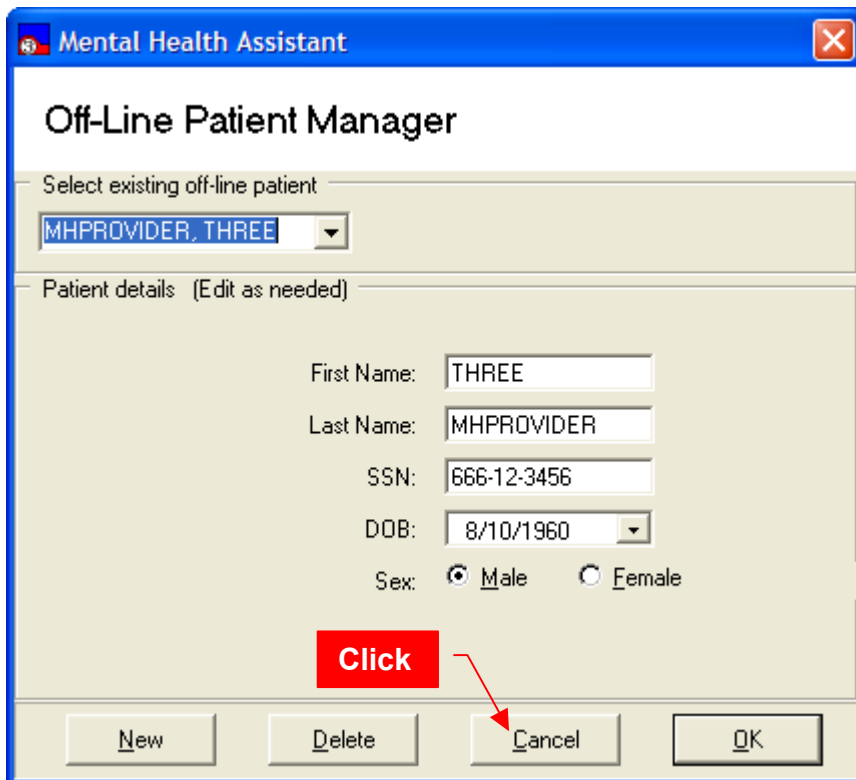 Mental Health Assistant
Off-Line Patient Manager
Select existing off-line patient
MHPROVIDER, THREE
Patient details (Edit as needed)
First Name: THREE
Last Name: MHPROVIDER
SSN: 666-12-3456
DOB: 8/10/1960
Sex: Male Female
Click
New Delete Cancel OK